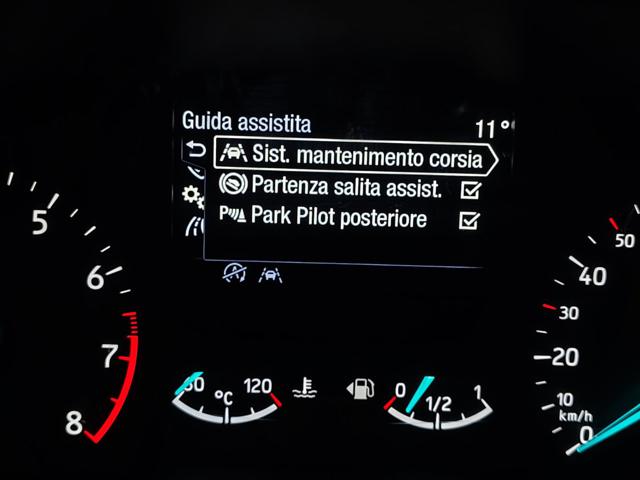 Guida assistita 11°
Sist. mantenimento corsia
Partenza salita assist.
Park Pilot posteriore
5
6
7
8
60 °C 120
0 1/2 1
50
40
30
20
10
km/h
0